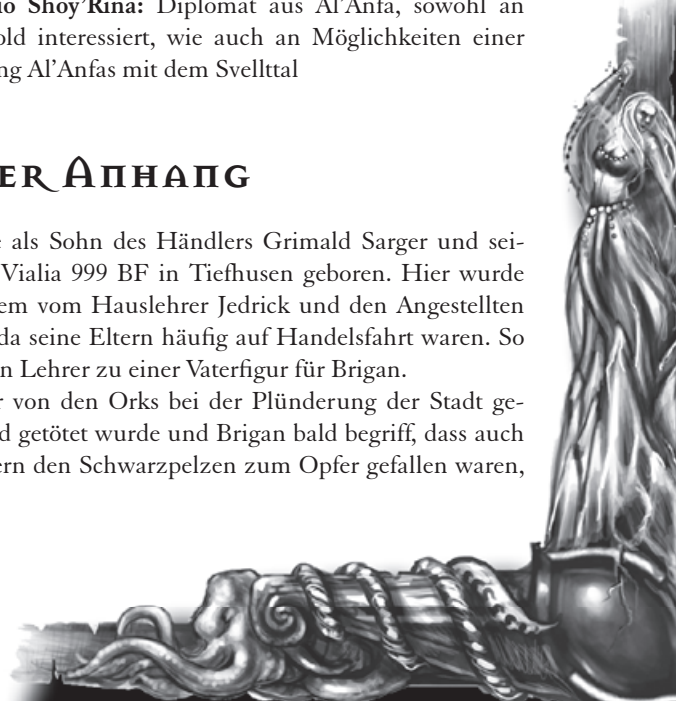 io Shoy’Rina: Diplomat aus Al’Anfa, sowohl an
old interessiert, wie auch an Möglichkeiten einer
ng Al’Anfas mit dem Svellttal
er Anhang
e als Sohn des Händlers Grimald Sarger und sei-
Vialia 999 BF in Tiefhusen geboren. Hier wurde
em vom Hauslehrer Jedrick und den Angestellten
da seine Eltern häufig auf Handelsfahrt waren. So
n Lehrer zu einer Vaterfigur für Brigan.
r von den Orks bei der Plünderung der Stadt ge-
d getötet wurde und Brigan bald begriff, dass auch
ern den Schwarzpelzen zum Opfer gefallen waren,